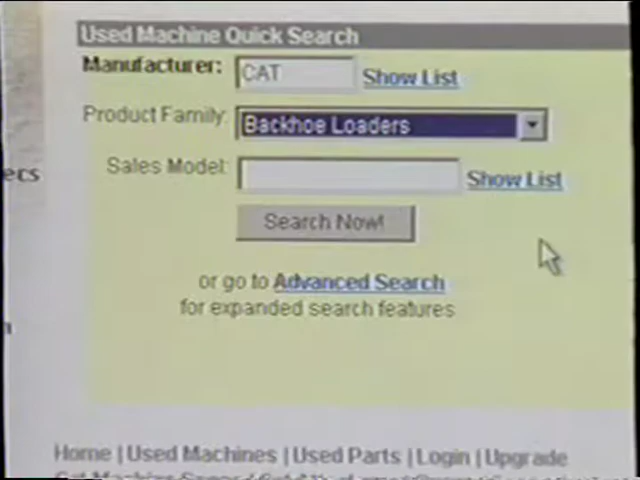 Used Machine Quick Search
Manufacturer: CAT Show List
Product Family: Backhoe Loaders
ecs
Sales Model: Show List
Search Now!
or go to Advanced Search
for expanded search features
Home | Used Machines | Used Parts | Login | Upgrade